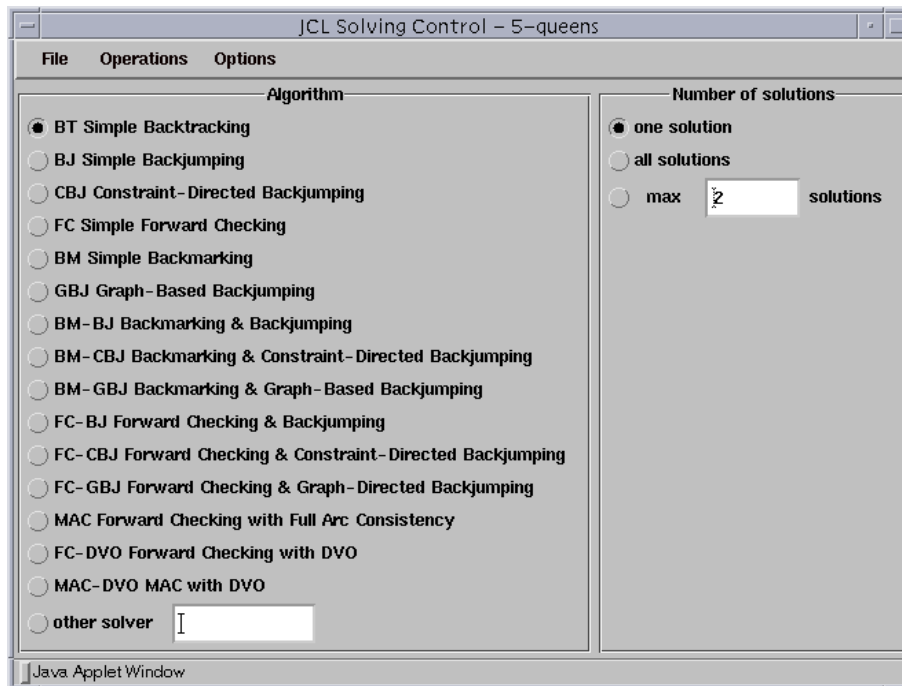 JCL Solving Control – 5-queens
File Operations Options
Algorithm
BT Simple Backtracking
BJ Simple Backjumping
CBJ Constraint-Directed Backjumping
FC Simple Forward Checking
BM Simple Backmarking
GBJ Graph-Based Backjumping
BM-BJ Backmarking & Backjumping
BM-CBJ Backmarking & Constraint-Directed Backjumping
BM-GBJ Backmarking & Graph-Based Backjumping
FC-BJ Forward Checking & Backjumping
FC-CBJ Forward Checking & Constraint-Directed Backjumping
FC-GBJ Forward Checking & Graph-Directed Backjumping
MAC Forward Checking with Full Arc Consistency
FC-DVO Forward Checking with DVO
MAC-DVO MAC with DVO
other solver
Number of solutions
one solution
all solutions
max 2 solutions
Java Applet Window